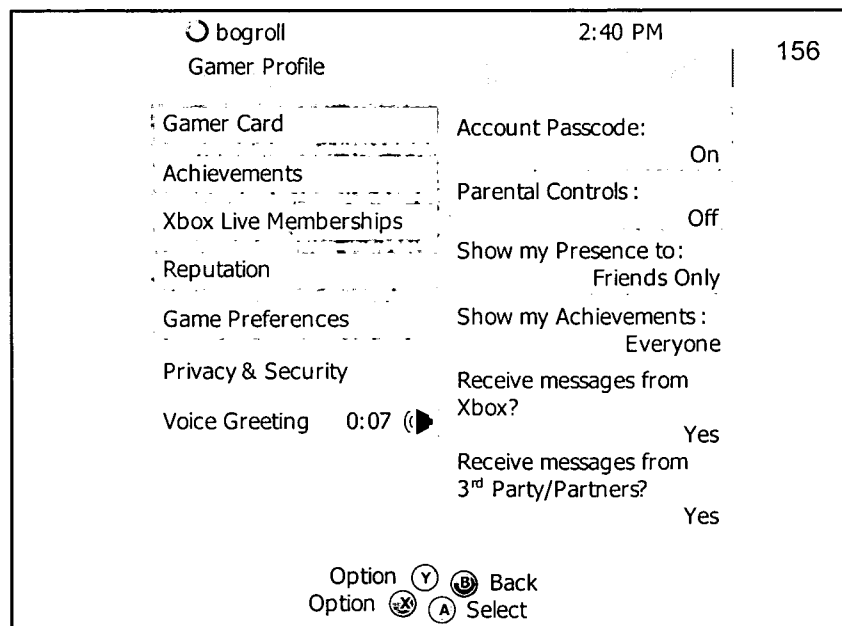 bogroll 2:40 PM
156
Gamer Profile
Gamer Card
Achievements
Xbox Live Memberships
Reputation
Game Preferences
Privacy & Security
Voice Greeting 0:07
Account Passcode:
On
Parental Controls :
Off
Show my Presence to:
Friends Only
Show my Achievements :
Everyone
Receive messages from
Xbox?
Yes
Receive messages from
3rd Party/Partners?
Yes
Option Y B Back
Option X A Select